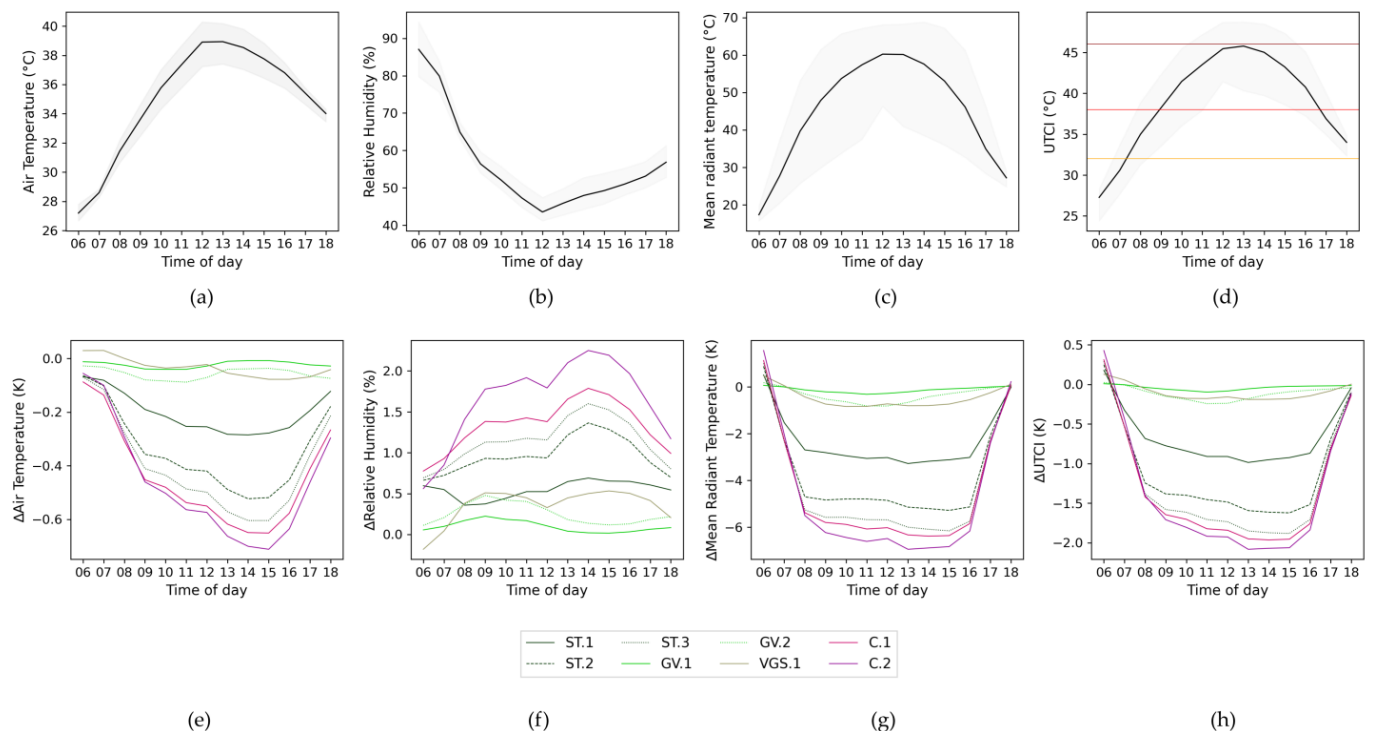 40
38
36
34
32
30
28
26
Air Temperature (°C)
06 07 08 09 10 11 12 13 14 15 16 17 18
Time of day
(a)
90
80
70
60
50
40
Relative Humidity (%)
06 07 08 09 10 11 12 13 14 15 16 17 18
Time of day
(b)
70
60
50
40
30
20
Mean radiant temperature (°C)
06 07 08 09 10 11 12 13 14 15 16 17 18
Time of day
(c)
45
40
35
30
25
UTCI (°C)
06 07 08 09 10 11 12 13 14 15 16 17 18
Time of day
(d)
0.0
−0.2
−0.4
−0.6
ΔAir Temperature (K)
06 07 08 09 10 11 12 13 14 15 16 17 18
Time of day
2.0
1.5
1.0
0.5
0.0
ΔRelative Humidity (%)
06 07 08 09 10 11 12 13 14 15 16 17 18
Time of day
0
−2
−4
−6
ΔMean Radiant Temperature (K)
06 07 08 09 10 11 12 13 14 15 16 17 18
Time of day
0.5
0.0
−0.5
−1.0
−1.5
−2.0
ΔUTCI (K)
06 07 08 09 10 11 12 13 14 15 16 17 18
Time of day
ST.1 ST.3 GV.2 C.1
ST.2 GV.1 VGS.1 C.2
(e) (f) (g) (h)